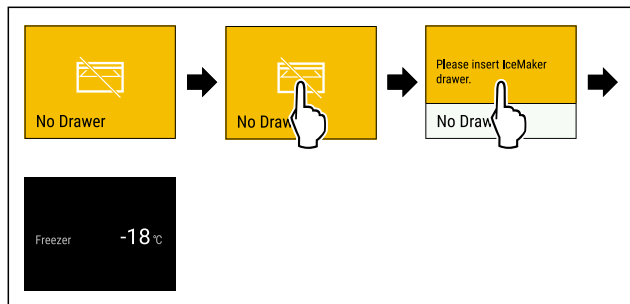 No Drawer
No Draw
Please insert IceMaker
drawer.
No Draw
Freezer -18 °C